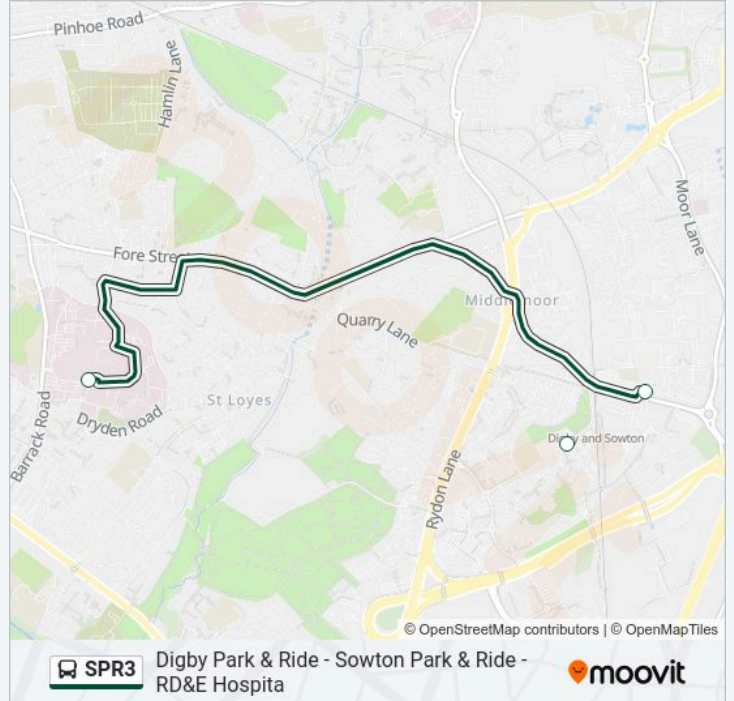 Pinhoe Road
Hamlin Lane
Moor Lane
Fore Street
Middlemoor
Quarry Lane
St Loyes
Dryden Road
Barrack Road
Digby and Sowton
Rydon Lane
© OpenStreetMap contributors | © OpenMapTiles
SPR3
Digby Park & Ride - Sowton Park & Ride -
RD&E Hospita
moovit